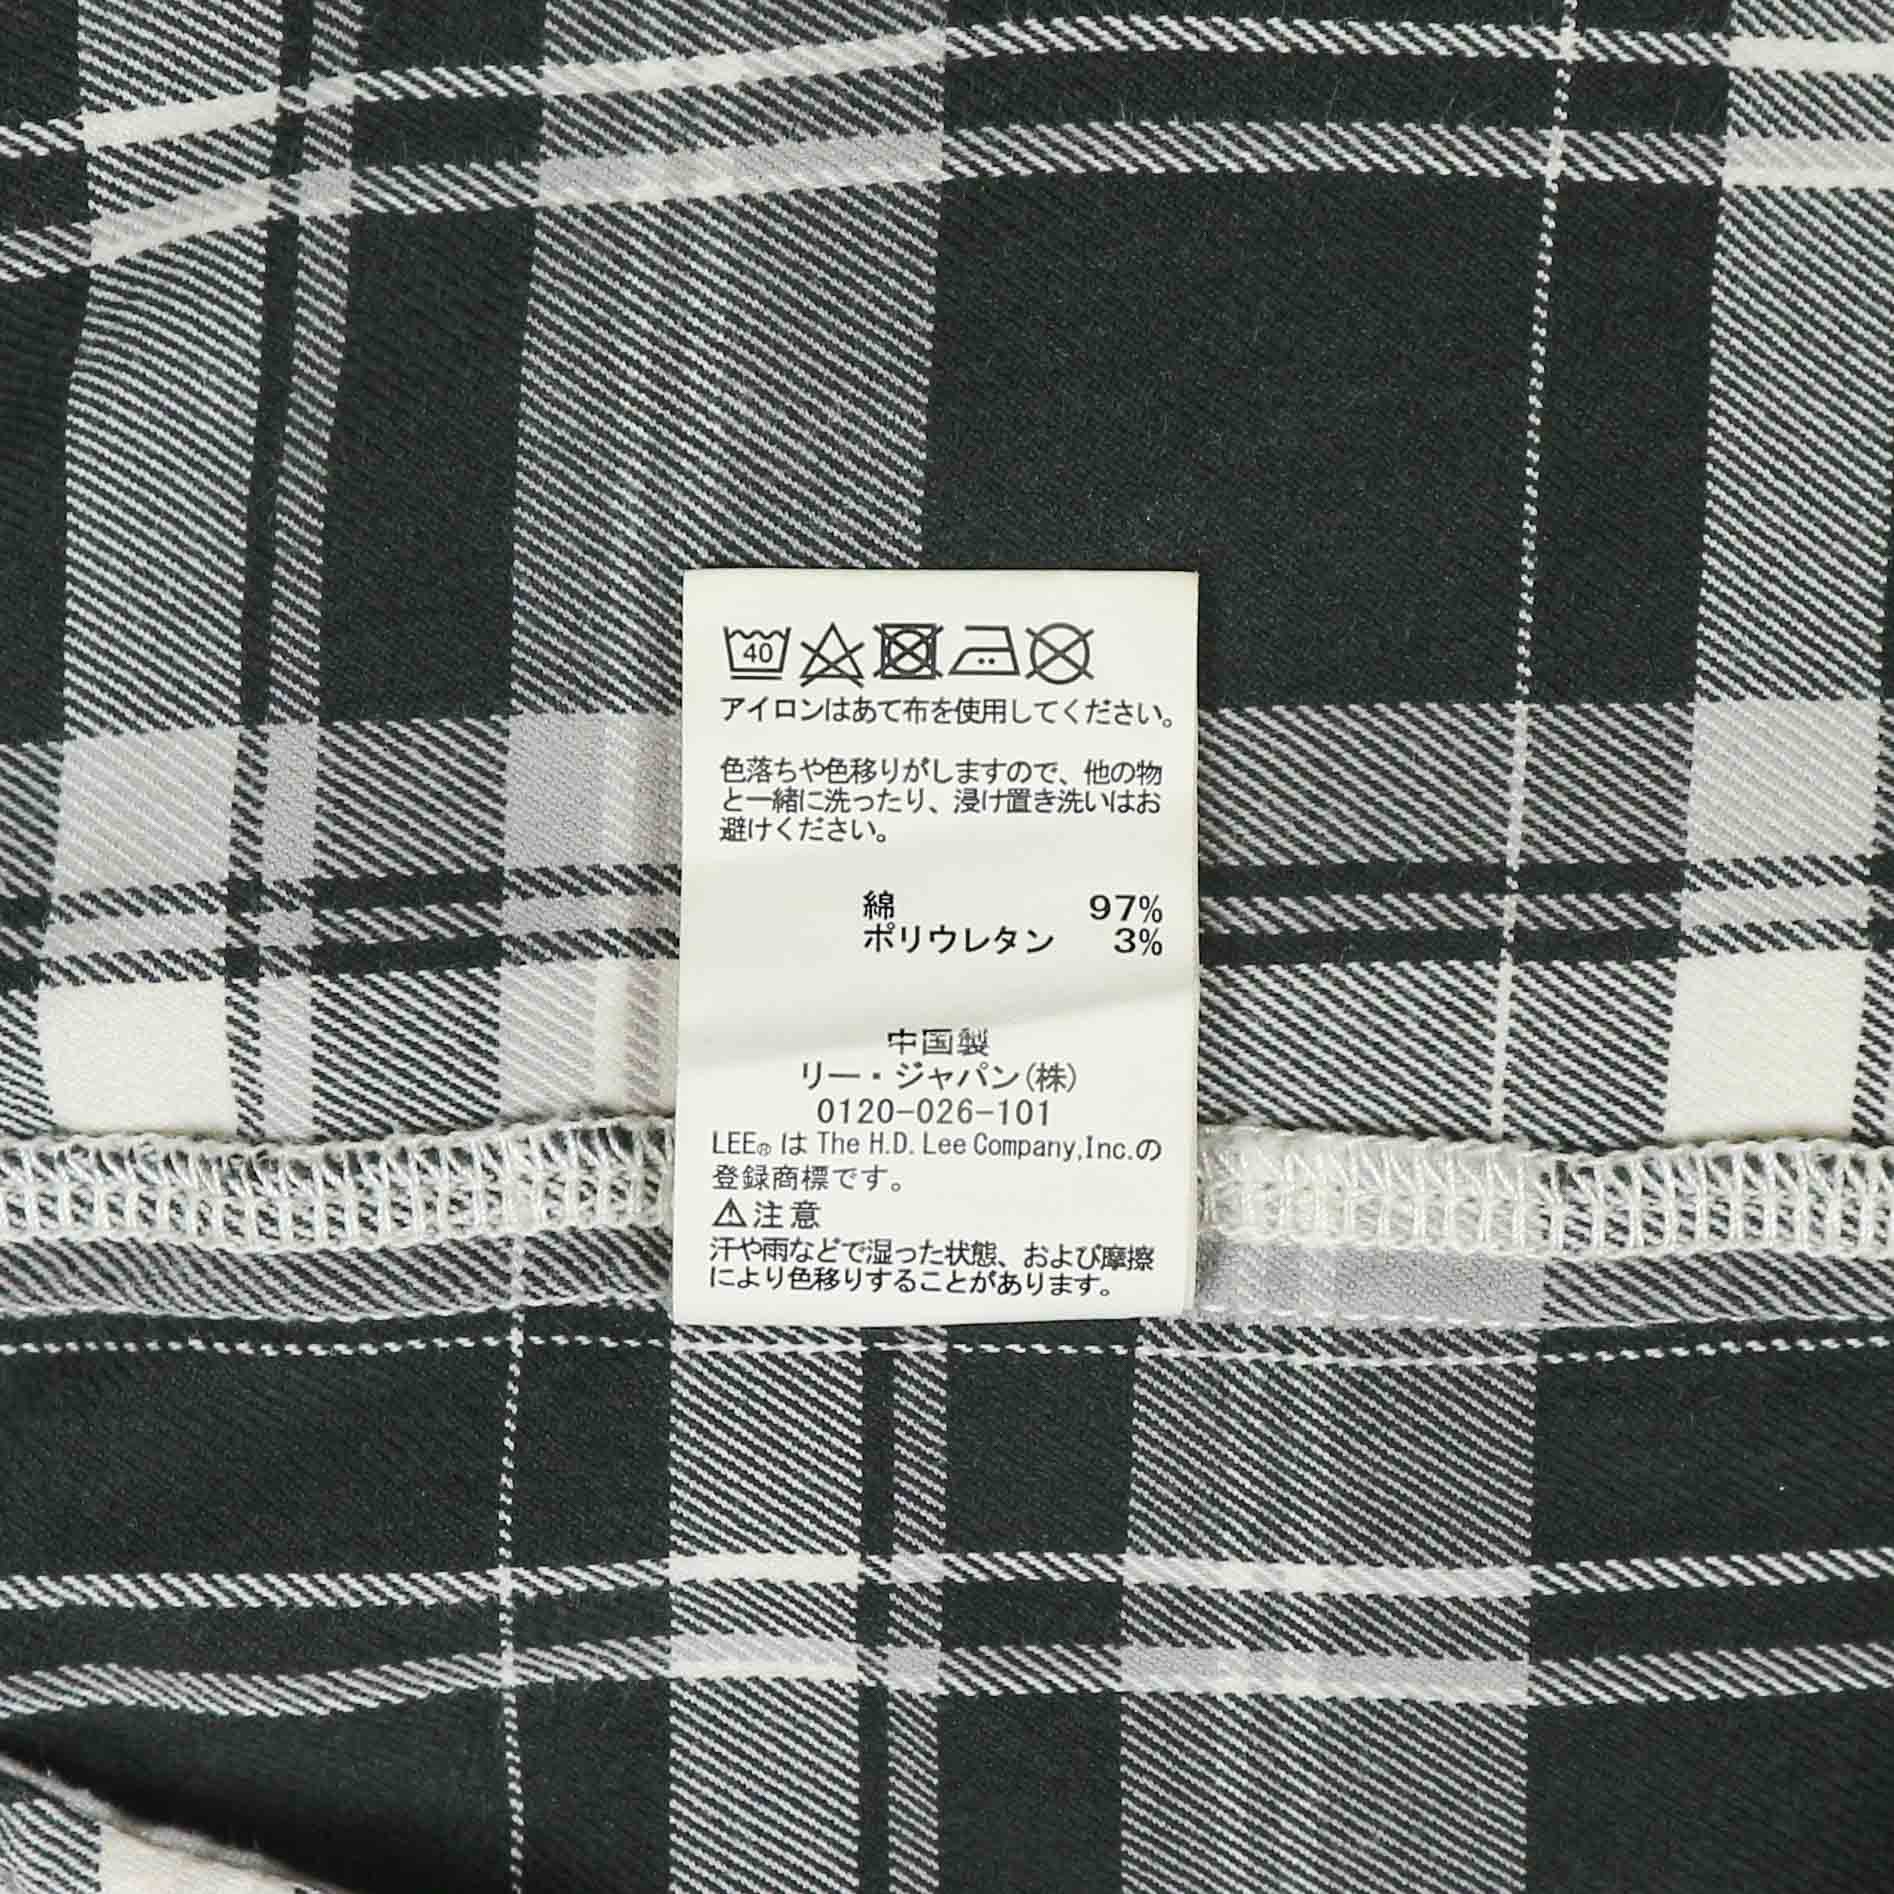 40
アイロンはあて布を使用してください。
色落ちや色移りがしますので、他の物
と一緒に洗ったり、浸け置き洗いはお
避けください。
綿 97%
ポリウレタン 3%
中国製
リー・ジャパン(株)
0120-026-101
LEE®は The H.D. Lee Company,Inc.の
登録商標です。
⚠注意
汗や雨などで湿った状態、および摩擦
により色移りすることがあります。